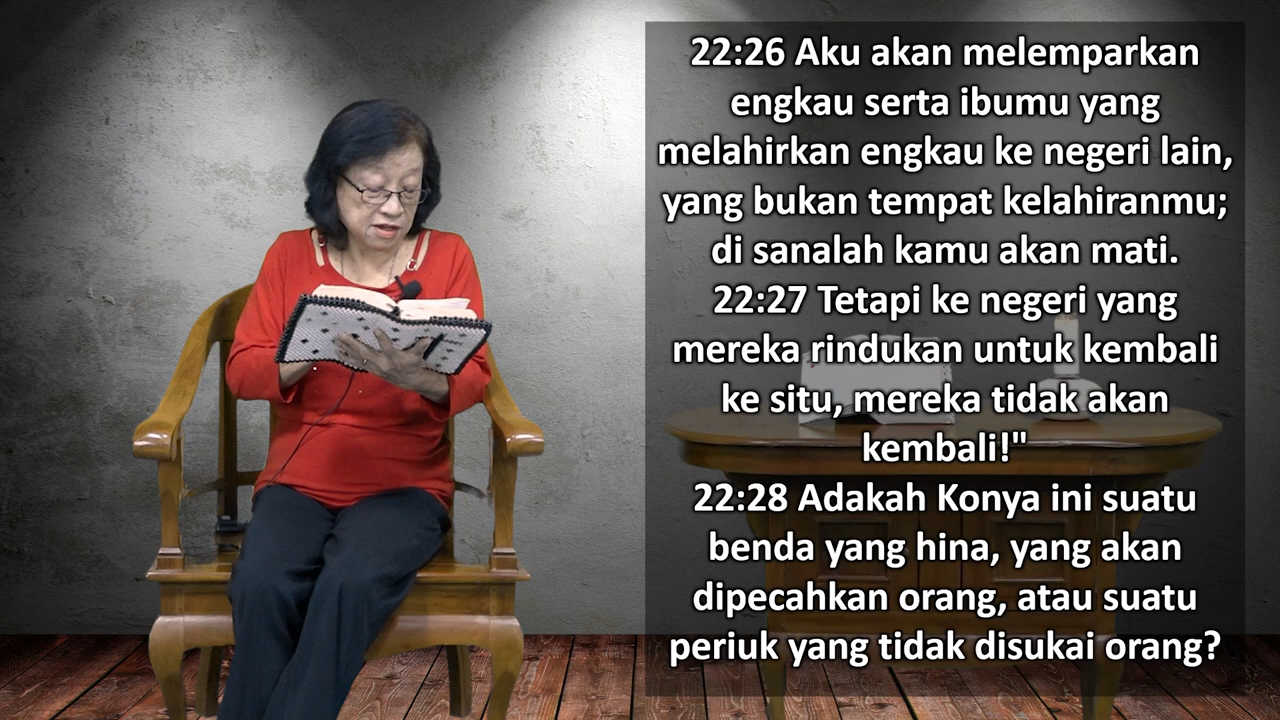 22:26 Aku akan melemparkan
engkau serta ibumu yang
melahirkan engkau ke negeri lain,
yang bukan tempat kelahiranmu;
di sanalah kamu akan mati.
22:27 Tetapi ke negeri yang
mereka rindukan untuk kembali
ke situ, mereka tidak akan
kembali!"
22:28 Adakah Konya ini suatu
benda yang hina, yang akan
dipecahkan orang, atau suatu
periuk yang tidak disukai orang?